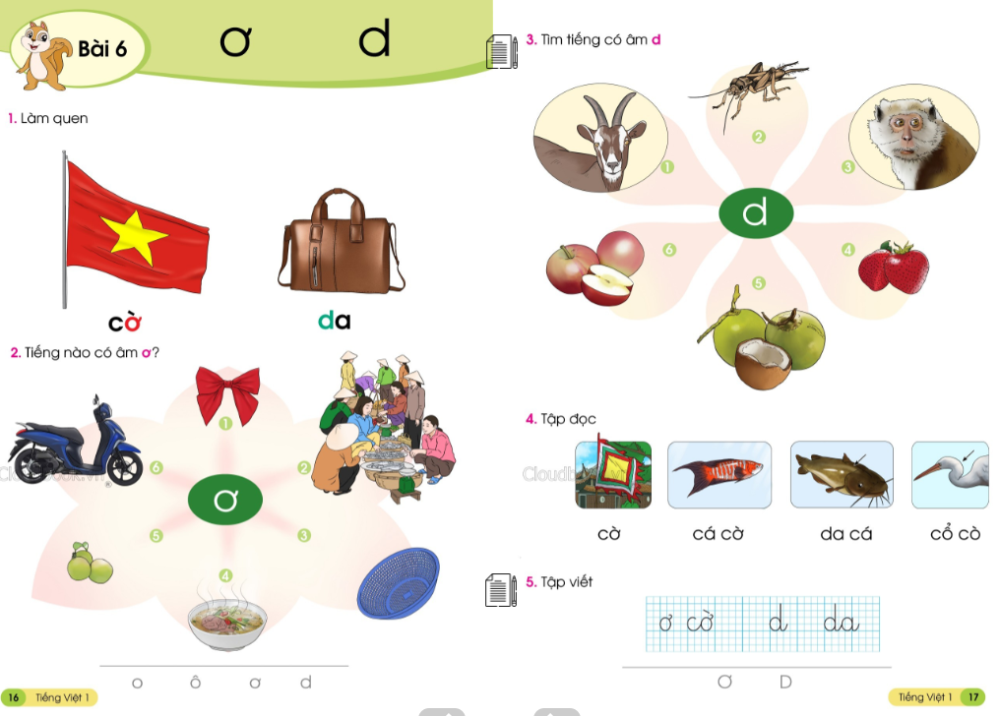 Bài 6
ơ d
1. Làm quen
cờ da
2. Tiếng nào có âm ơ?
1
2
3
4
5
6
ơ
o ô ơ d
16 Tiếng Việt 1
3. Tìm tiếng có âm d
1
2
3
4
5
6
d
4. Tập đọc
cờ cá cờ da cá cổ cò
5. Tập viết
ơ cờ d da
Ơ D
Tiếng Việt 1 17